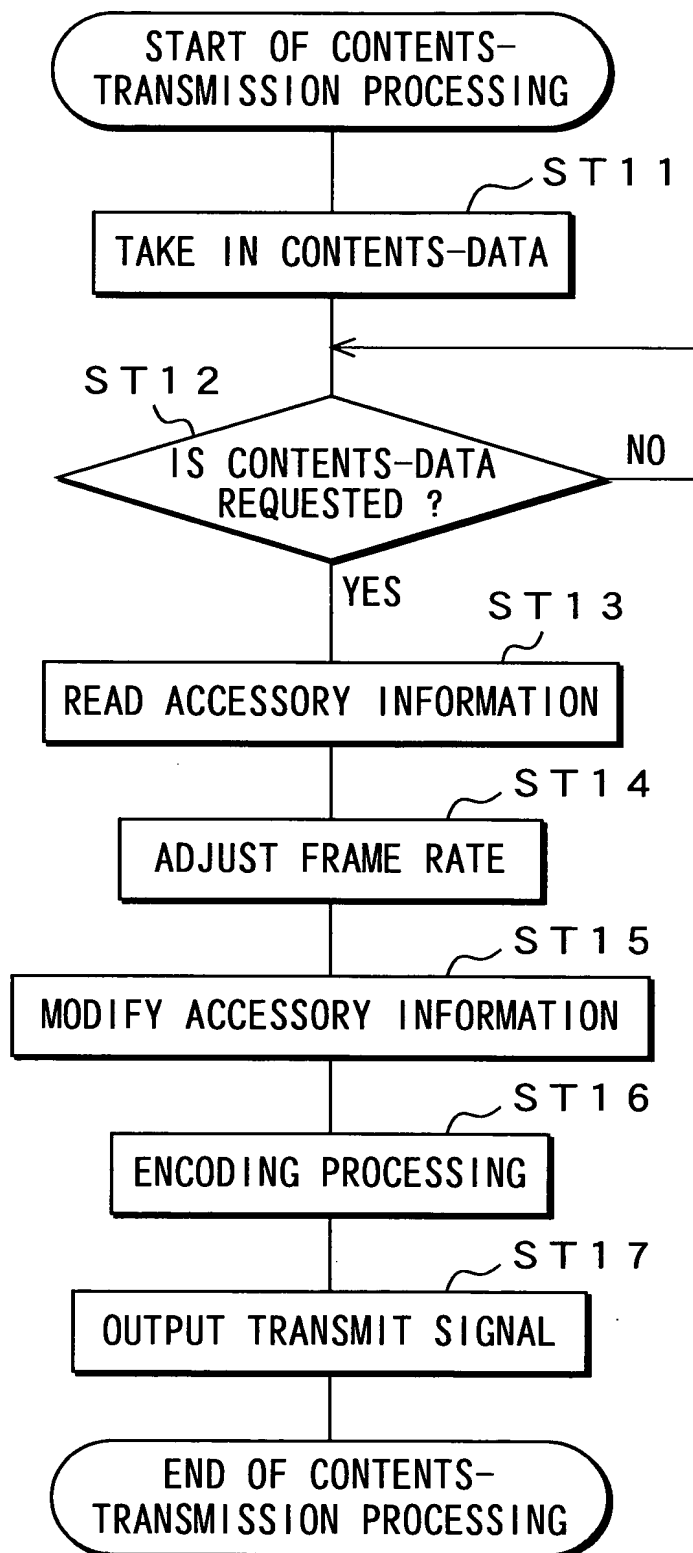 START OF CONTENTS-
TRANSMISSION PROCESSING
ST11
TAKE IN CONTENTS-DATA
ST12
IS CONTENTS-DATA
REQUESTED ?
NO
YES
ST13
READ ACCESSORY INFORMATION
ST14
ADJUST FRAME RATE
ST15
MODIFY ACCESSORY INFORMATION
ST16
ENCODING PROCESSING
ST17
OUTPUT TRANSMIT SIGNAL
END OF CONTENTS-
TRANSMISSION PROCESSING